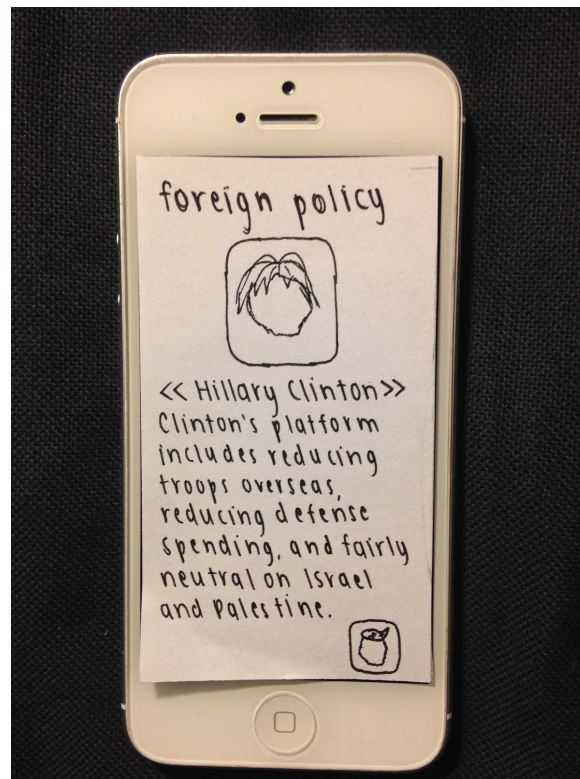 foreign policy
<< Hillary Clinton>>
Clinton's platform
includes reducing
troops overseas,
reducing defense
spending, and fairly
neutral on Israel
and Palestine.